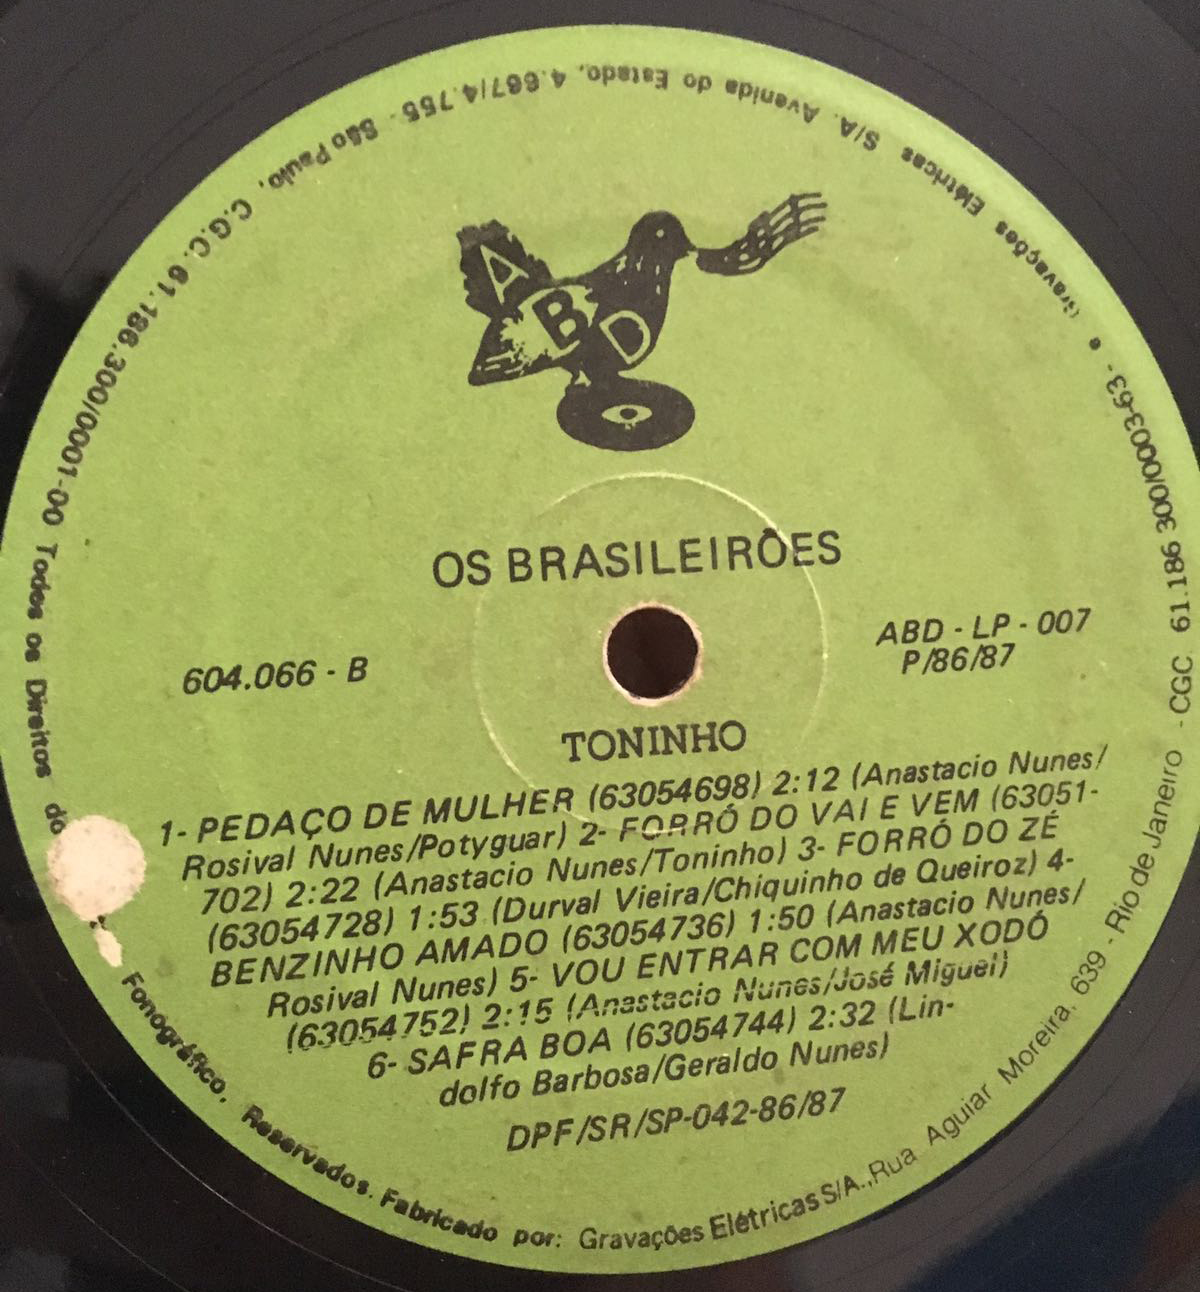 A
B
D
OS BRASILEIRÕES
604.066 - B
ABD - LP - 007
P/86/87
TONINHO
1- PEDAÇO DE MULHER (63054698) 2:12 (Anastacio Nunes/
Rosival Nunes/Potyguar) 2- FORRÓ DO VAI E VEM (63051-
702) 2:22 (Anastacio Nunes/Toninho) 3- FORRÓ DO ZÉ
(63054728) 1:53 (Durval Vieira/Chiquinho de Queiroz) 4-
BENZINHO AMADO (63054736) 1:50 (Anastacio Nunes/
Rosival Nunes) 5- VOU ENTRAR COM MEU XODÓ
(63054752) 2:15 (Anastacio Nunes/José Miguel)
6- SAFRA BOA (63054744) 2:32 (Lin-
dolfo Barbosa/Geraldo Nunes)
DPF/SR/SP-042-86/87
Todos os Direitos do Fonográfico, Reservados. Fabricado por: Gravações Elétricas S/A.,Rua Aguiar Moreira, 639 - Rio de Janeiro - CGC 61.186 300/0003-63 - e Gravações Elétricas S/A. Avenida do Estado, 4.667/4.755 - São Paulo, C.G.C. 61.186.300/0001-00